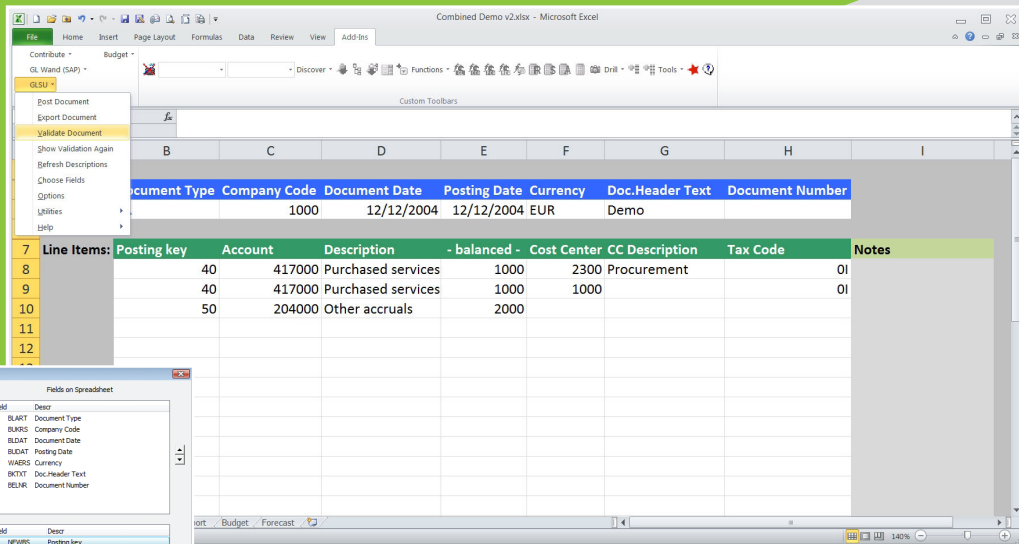 Combined Demo v2.xlsx - Microsoft Excel
File Home Insert Page Layout Formulas Data Review View Add-Ins
Contribute Budget
GL Wand (SAP) Discover Functions Drill Tools
GLSU
Custom Toolbars
Post Document
Export Document
Validate Document
Show Validation Again
Refresh Descriptions
Choose Fields
Options
Utilities
Help
fx
B C D E F G H I
ocument Type Company Code Document Date Posting Date Currency Doc.Header Text Document Number
1000 12/12/2004 12/12/2004 EUR Demo
7 Line Items: Posting key Account Description - balanced - Cost Center CC Description Tax Code Notes
8 40 417000 Purchased services 1000 2300 Procurement 0I
9 40 417000 Purchased services 1000 1000 0I
10 50 204000 Other accruals 2000
11
12
Fields on Spreadsheet
eld Descr
BLART Document Type
BUKRS Company Code
BLDAT Document Date
BUDAT Posting Date
WAERS Currency
BKTXT Doc.Header Text
BELNR Document Number
eld Descr
NEWBS Posting key
ort Budget Forecast
140%